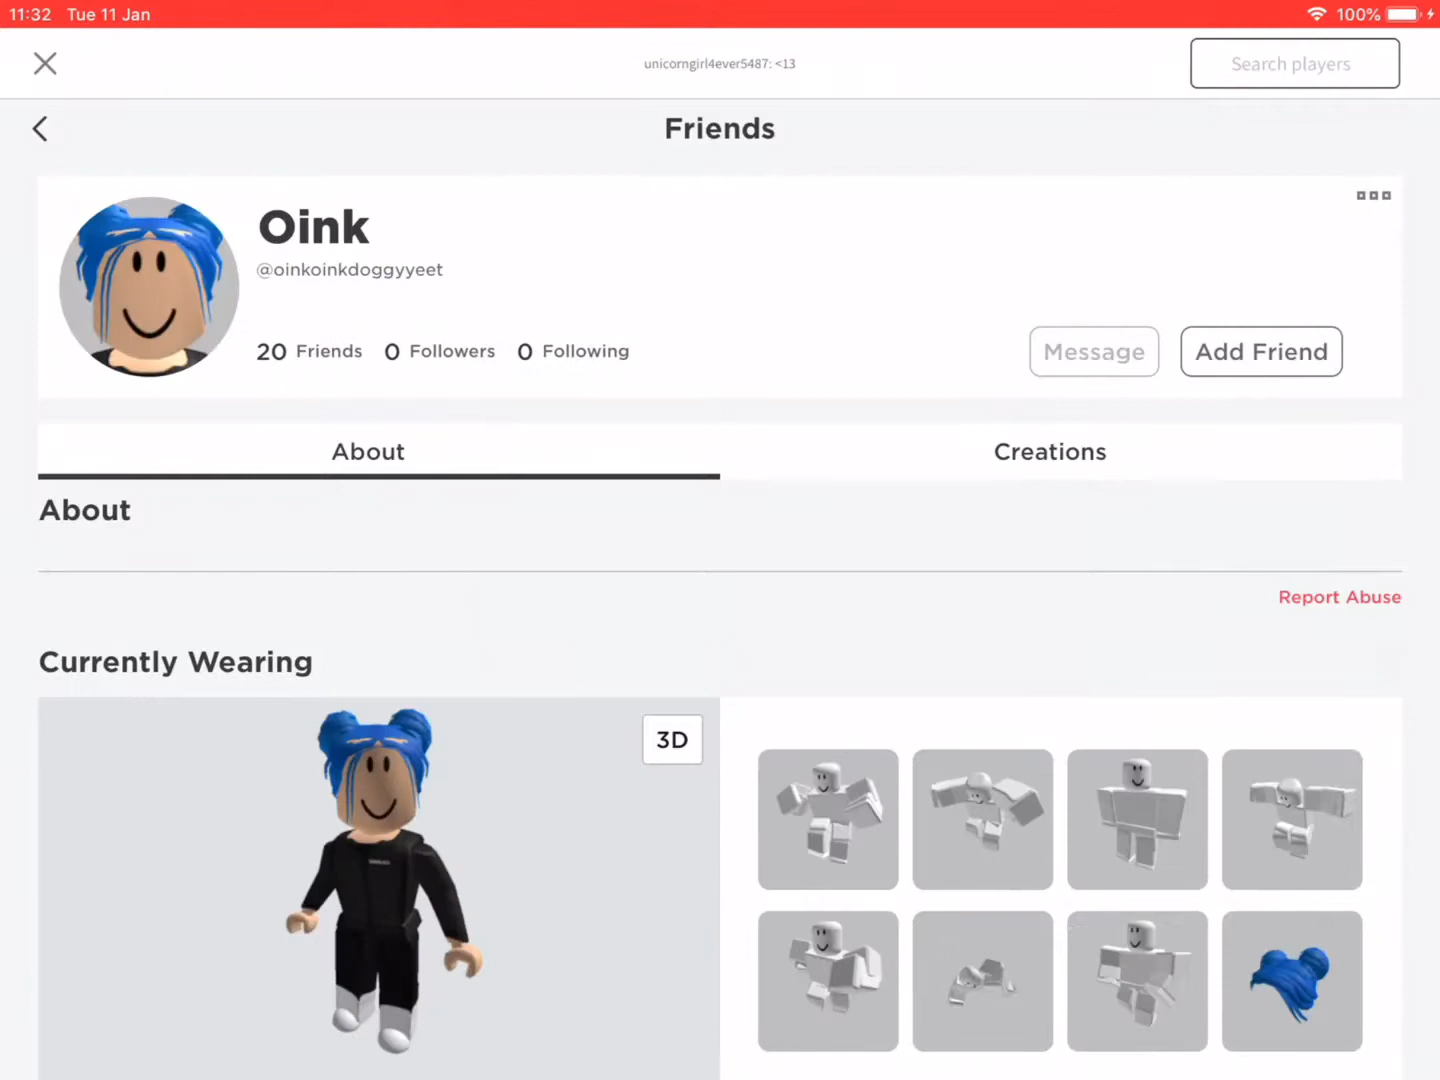 11:32 Tue 11 Jan 100%
unicorngirl4ever5487: <13
Search players
Friends
Oink
@oinkoinkdoggyyeet
20 Friends 0 Followers 0 Following
Message Add Friend
About Creations
About
Report Abuse
Currently Wearing
3D